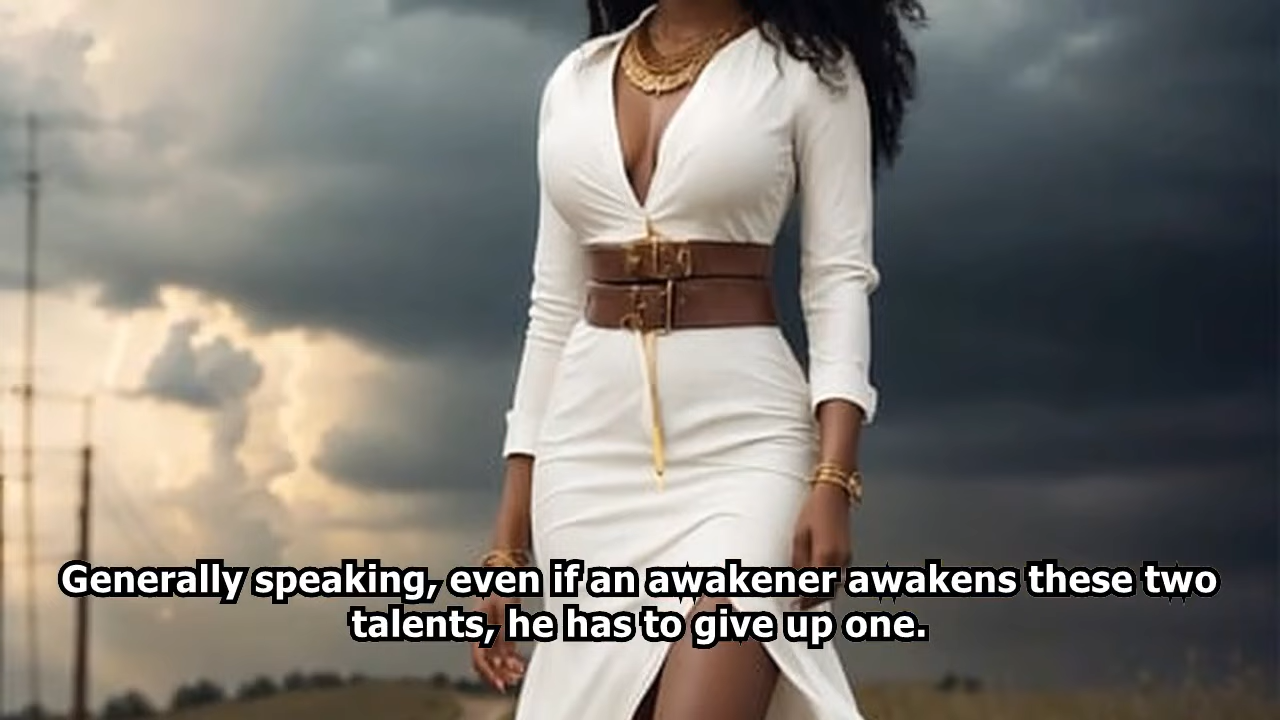 Generally speaking, even if an awakener awakens these two
talents, he has to give up one.